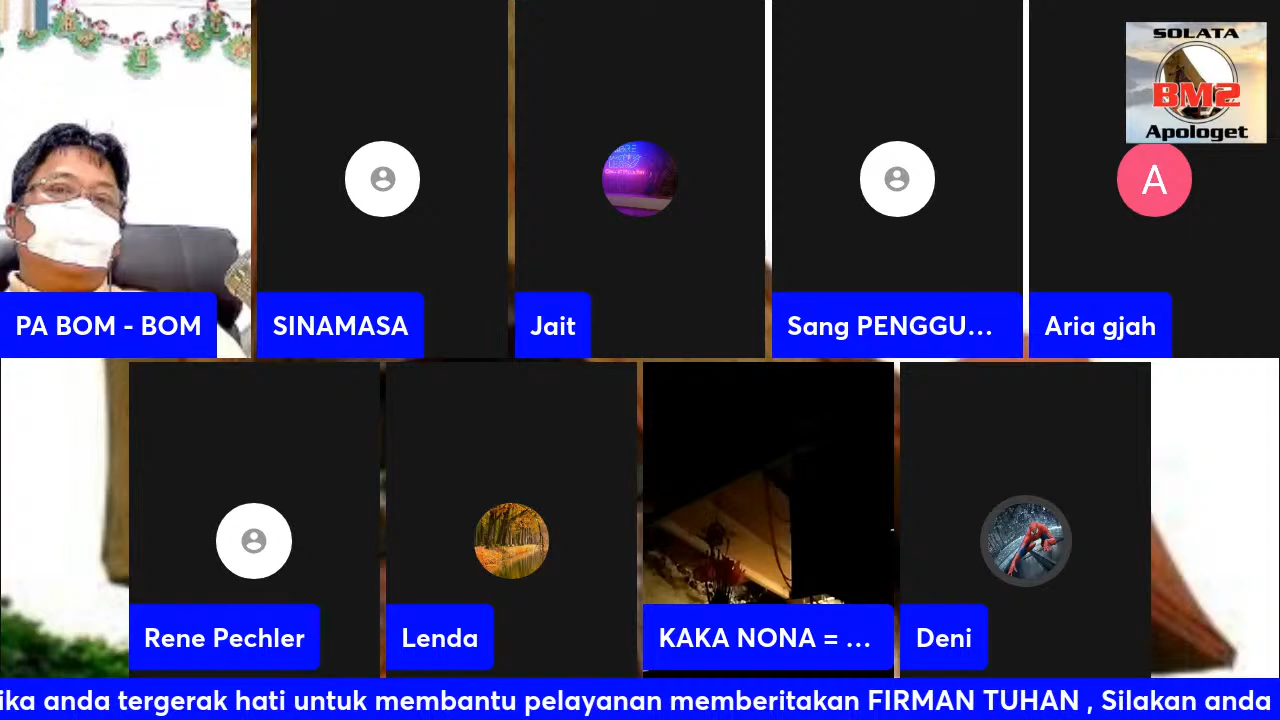 SOLATA
BM2
Apologet
A
PA BOM - BOM
SINAMASA
Jait
Sang PENGGU...
Aria gjah
Rene Pechler
Lenda
KAKA NONA = ...
Deni
ika anda tergerak hati untuk membantu pelayanan memberitakan FIRMAN TUHAN , Silakan anda